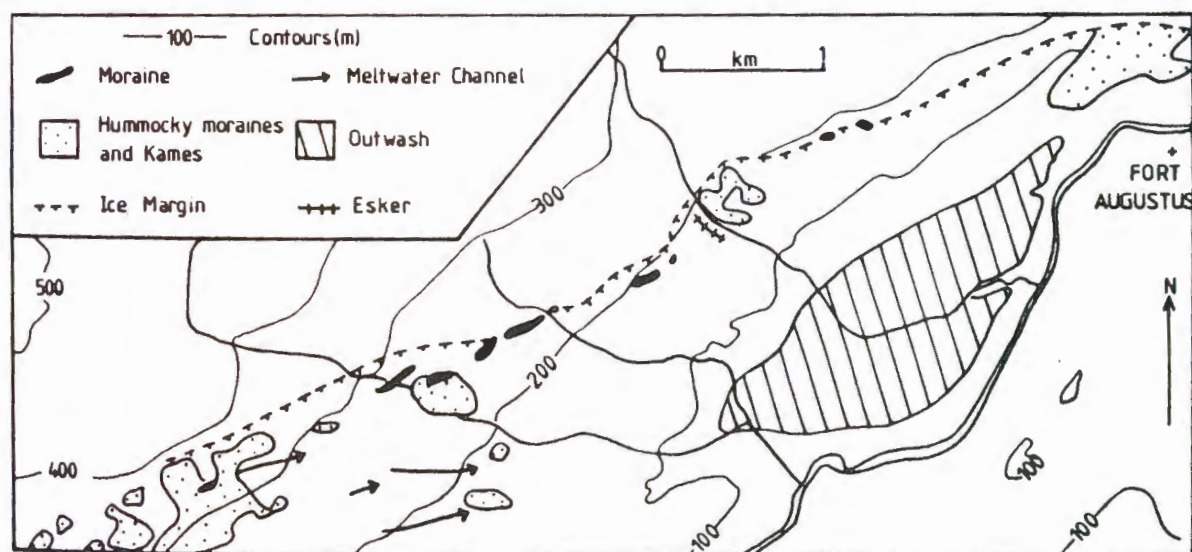 100 Contours (m)
Moraine
Meltwater Channel
Hummocky moraines
and Kames
Outwash
Ice Margin
Esker
0 km 1
FORT
AUGUSTUS
N
500
300
200
400
100
100
100